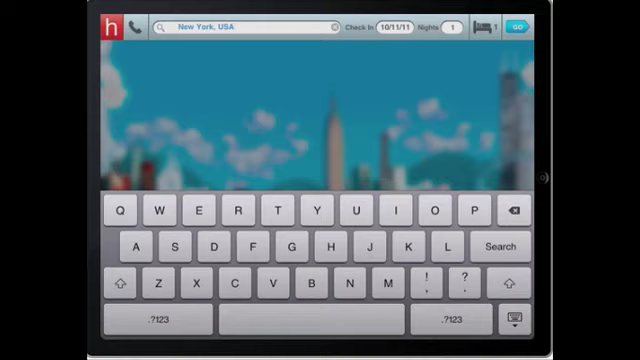 h New York, USA Check In 10/11/11 Nights 1 1 GO
Q W E R T Y U I O P
A S D F G H J K L Search
Z X C V B N M ! , ? .
.?123 .?123